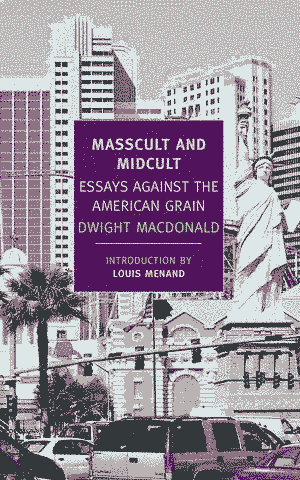 MASSCULT AND
MIDCULT
ESSAYS AGAINST THE
AMERICAN GRAIN
DWIGHT MACDONALD
INTRODUCTION BY
LOUIS MENAND